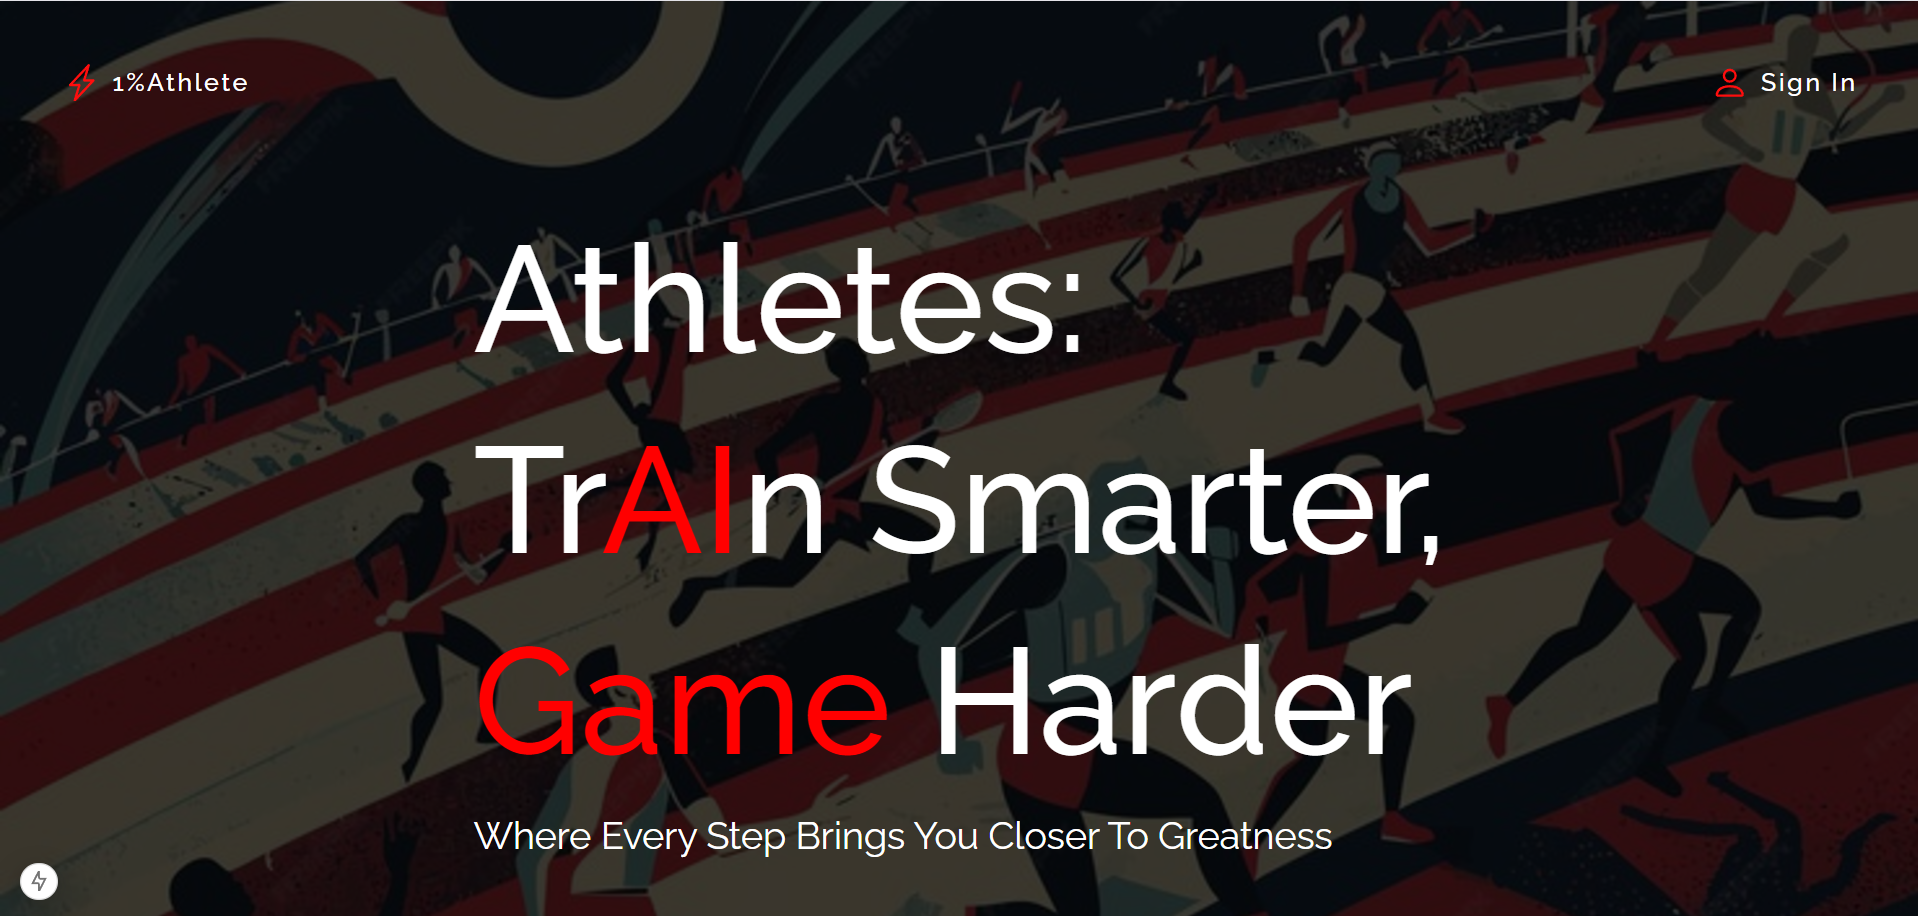 1%Athlete
Sign In
Athletes:
TrAIn Smarter,
Game Harder
Where Every Step Brings You Closer To Greatness